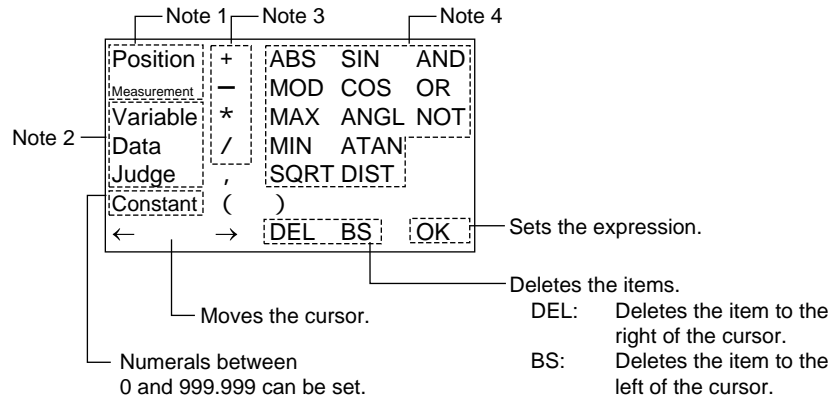 Note 1 Note 3 Note 4
Position + ABS SIN AND
Measurement − MOD COS OR
Variable * MAX ANGL NOT
Note 2
Data / MIN ATAN
Judge , SQRT DIST
Constant ( )
← → DEL BS OK
Sets the expression.
Deletes the items.
DEL: Deletes the item to the
right of the cursor.
BS: Deletes the item to the
left of the cursor.
Moves the cursor.
Numerals between
0 and 999.999 can be set.